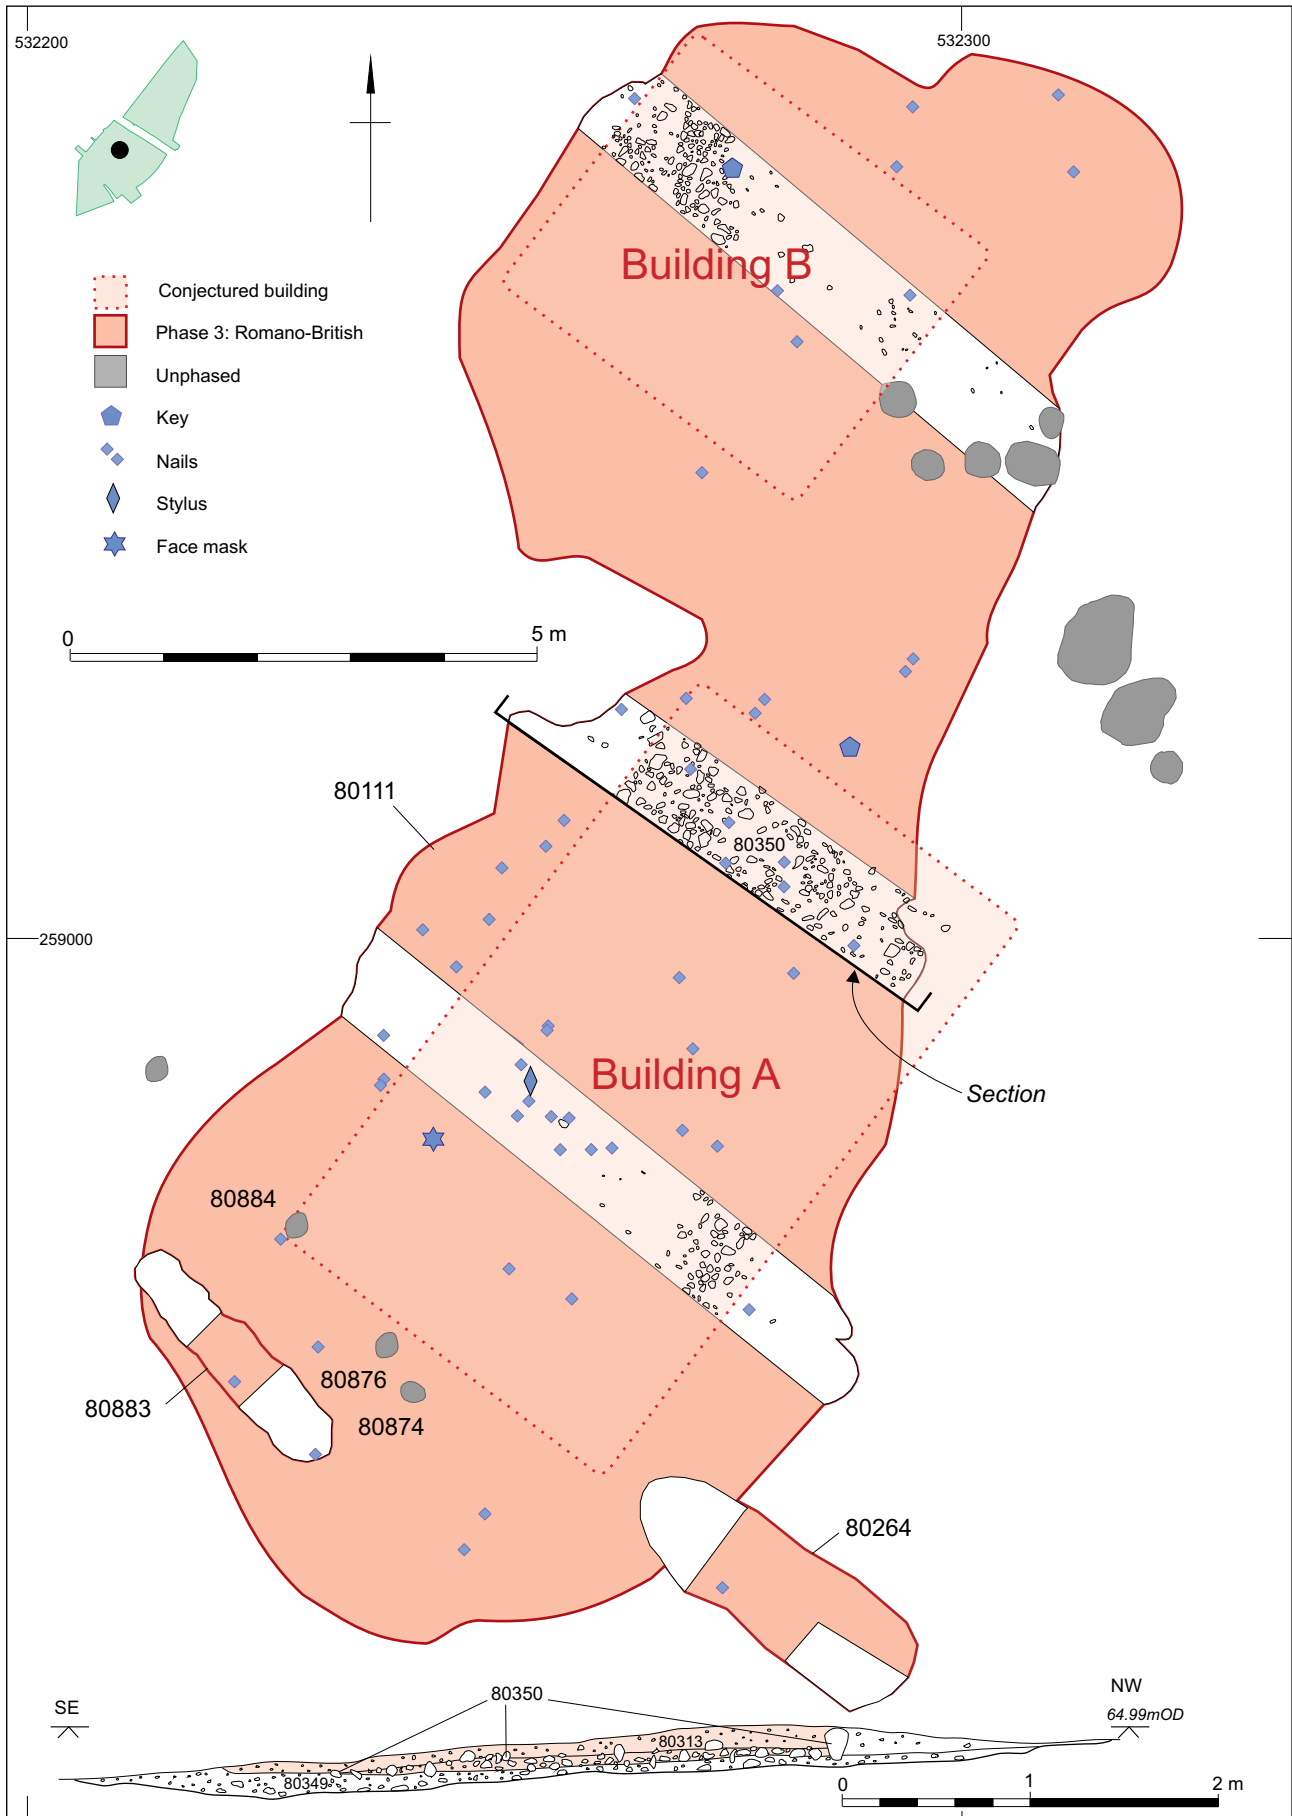 532200
532300
Building B
Conjectured building
Phase 3: Romano-British
Unphased
Key
Nails
Stylus
Face mask
0 5 m
80111
80350
259000
Building A
Section
80884
80876
80883
80874
80264
SE
80350
NW
64.99mOD
80313
80349
0 1 2 m